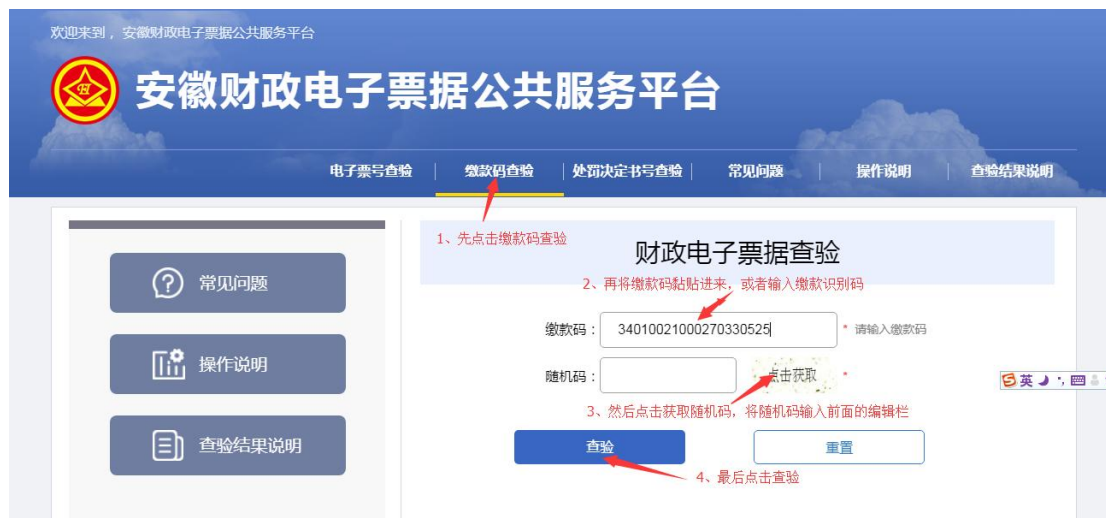 欢迎来到，安徽财政电子票据公共服务平台
安徽财政电子票据公共服务平台
电子票号查验
缴款码查验
处罚决定书号查验
常见问题
操作说明
查验结果说明
1、先点击缴款码查验
财政电子票据查验
常见问题
2、再将缴款码黏贴进来，或者输入缴款识别码
缴款码：
34010021000270330525
* 请输入缴款码
操作说明
随机码：
点击获取
*
英
3、然后点击获取随机码，将随机码输入前面的编辑栏
查验结果说明
查验
重置
4、最后点击查验